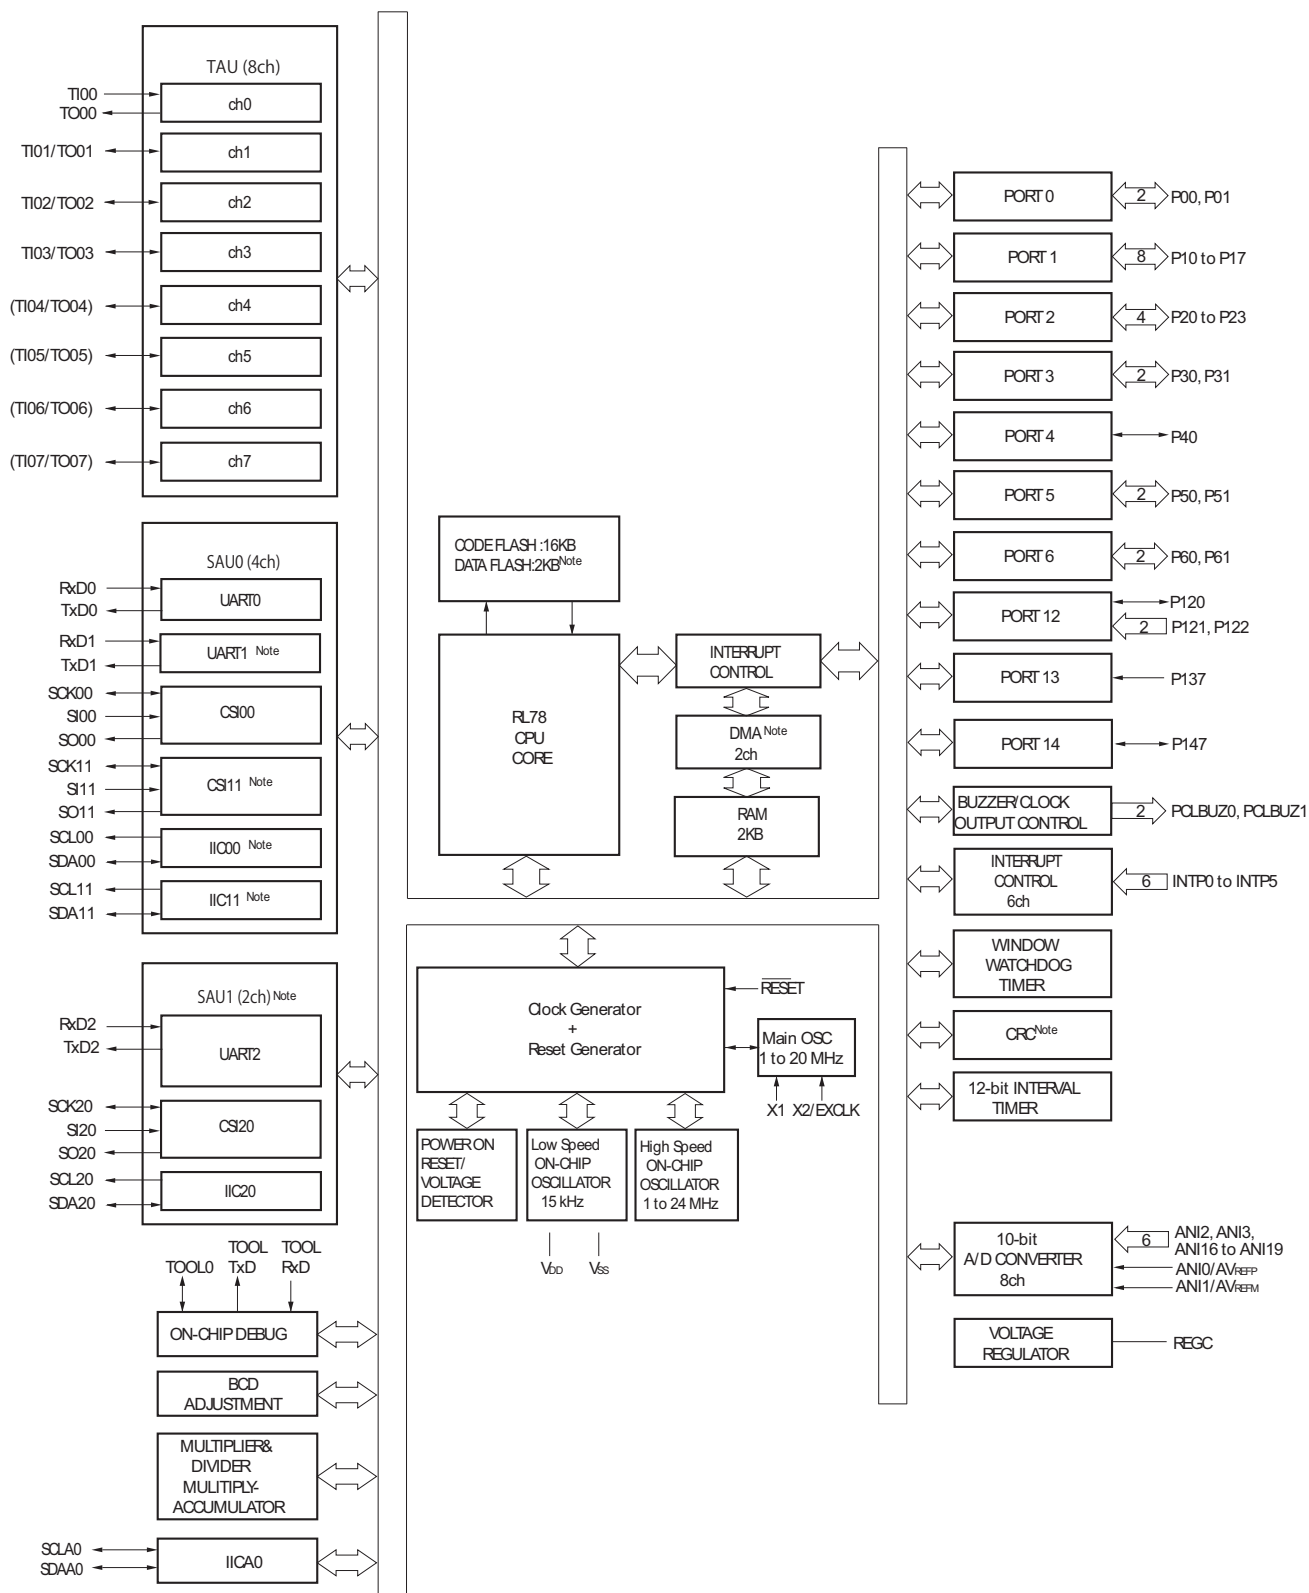 TAU (8ch)
TI00
TO00
ch0
TI01/TO01
ch1
TI02/TO02
ch2
TI03/TO03
ch3
(TI04/TO04)
ch4
(TI05/TO05)
ch5
(TI06/TO06)
ch6
(TI07/TO07)
ch7
SAU0 (4ch)
RxD0
TxD0
UART0
RxD1
TxD1
UART1 Note
SCK00
SI00
SO00
CSI00
SCK11
SI11
SO11
CSI11 Note
SCL00
SDA00
IIC00 Note
SCL11
SDA11
IIC11 Note
SAU1 (2ch) Note
RxD2
TxD2
UART2
SCK20
SI20
SO20
CSI20
SCL20
SDA20
IIC20
TOOL0
TOOL
TxD
TOOL
RxD
ON-CHIP DEBUG
BCD
ADJUSTMENT
MULTIPLIER&
DIVIDER
MULITIPLY-
ACCUMULATOR
SCLA0
SDAA0
IICA0
CODE FLASH :16KB
DATA FLASH:2KB Note
RL78
CPU
CORE
INTERRUPT
CONTROL
DMA Note
2ch
RAM
2KB
Clock Generator
+
Reset Generator
RESET
Main OSC
1 to 20 MHz
X1
X2/EXCLK
POWER ON
RESET/
VOLTAGE
DETECTOR
Low Speed
ON-CHIP
OSCILLATOR
15 kHz
High Speed
ON-CHIP
OSCILLATOR
1 to 24 MHz
VDD
VSS
PORT 0
2
P00, P01
PORT 1
8
P10 to P17
PORT 2
4
P20 to P23
PORT 3
2
P30, P31
PORT 4
P40
PORT 5
2
P50, P51
PORT 6
2
P60, P61
PORT 12
P120
2
P121, P122
PORT 13
P137
PORT 14
P147
BUZZER/CLOCK
OUTPUT CONTROL
2
PCLBUZ0, PCLBUZ1
INTERRUPT
CONTROL
6ch
6
INTP0 to INTP5
WINDOW
WATCHDOG
TIMER
CRC Note
12-bit INTERVAL
TIMER
10-bit
A/D CONVERTER
8ch
6
ANI2, ANI3,
ANI16 to ANI19
ANI0/AVREFP
ANI1/AVREFM
VOLTAGE
REGULATOR
REGC